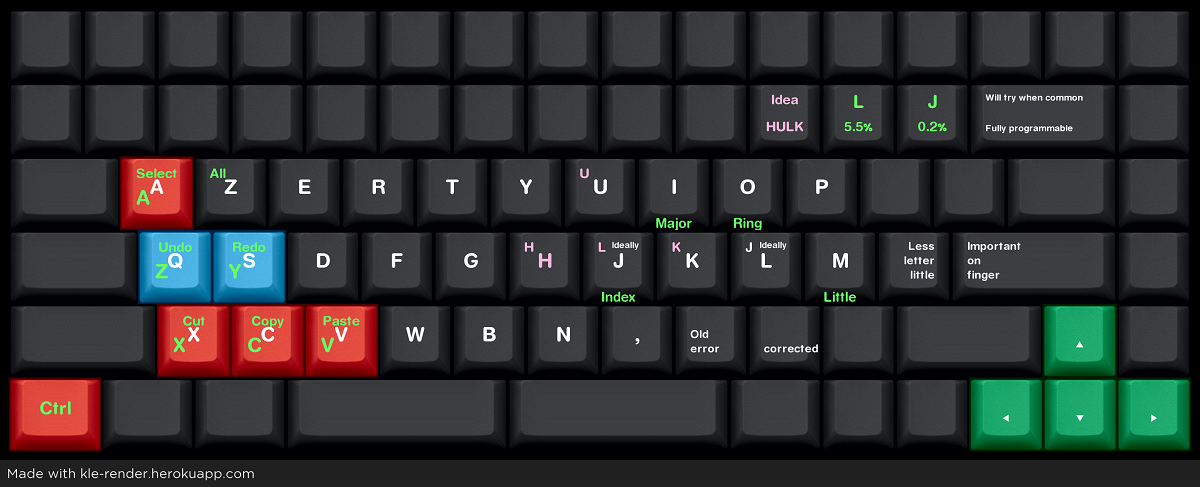 Idea L J Will try when common
HULK 5.5% 0.2% Fully programmable
Select All U
A A Z E R T Y U I O P
Major Ring
Undo Redo H L Ideally K J Ideally Less Important
Z Q Y S D F G H J K L M letter on
little finger
Index Little
Cut Copy Paste
X X C C V V W B N , Old
error corrected
▲
Ctrl ◄ ▼ ►
Made with kle-render.herokuapp.com